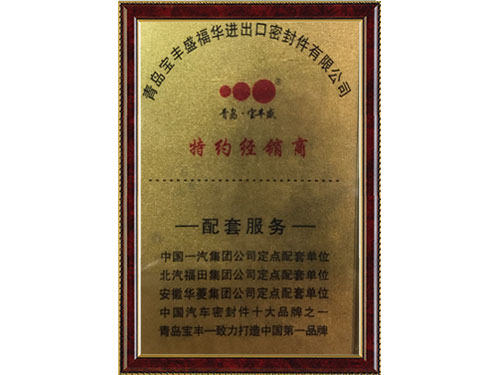 青岛宝丰盛福华进出口密封件有限公司
®
青岛·宝丰盛
特约经销商
配套服务
中国一汽集团公司定点配套单位
北汽福田集团公司定点配套单位
安徽华菱集团公司定点配套单位
中国汽车密封件十大品牌之一
青岛宝丰一致力打造中国第一品牌